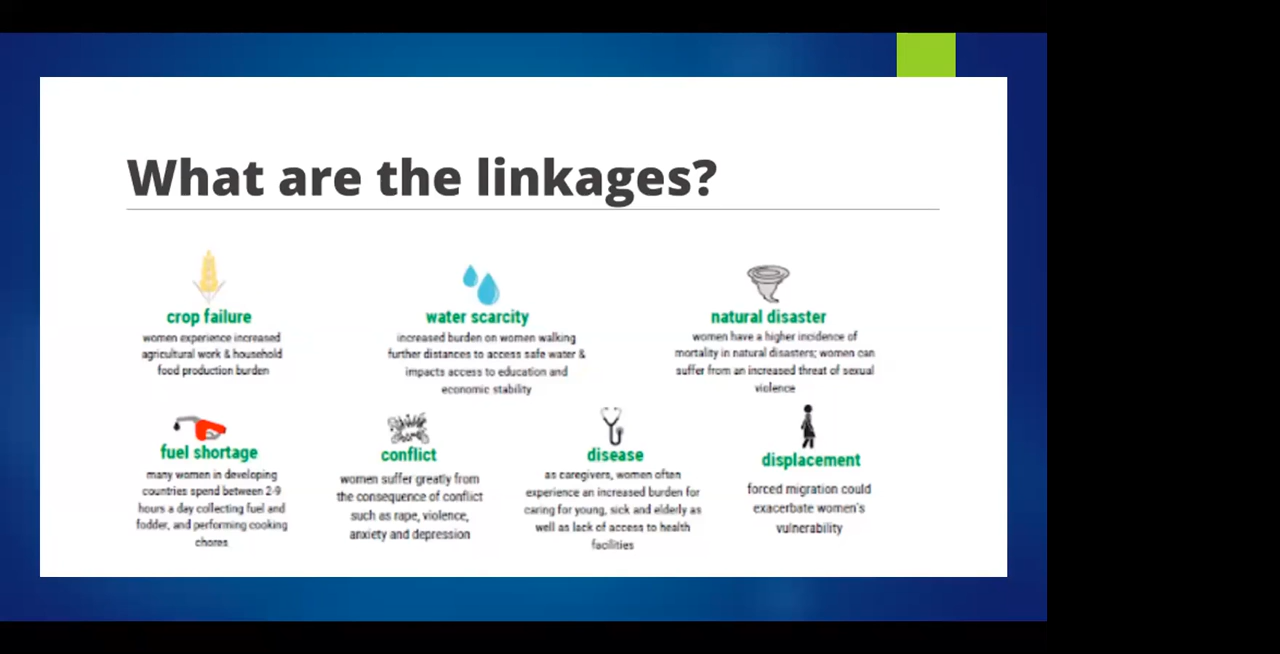 What are the linkages?
crop failure
women experience increased
agricultural work & household
food production burden
water scarcity
increased burden on women walking
further distances to access safe water &
impacts access to education and
economic stability
natural disaster
women have a higher incidence of
mortality in natural disasters; women can
suffer from an increased threat of sexual
violence
fuel shortage
many women in developing
countries spend between 2-9
hours a day collecting fuel and
fodder, and performing cooking
chores
conflict
women suffer greatly from
the consequence of conflict
such as rape, violence,
anxiety and depression
disease
as caregivers, women often
experience an increased burden for
caring for young, sick and elderly as
well as lack of access to health
facilities
displacement
forced migration could
exacerbate women's
vulnerability